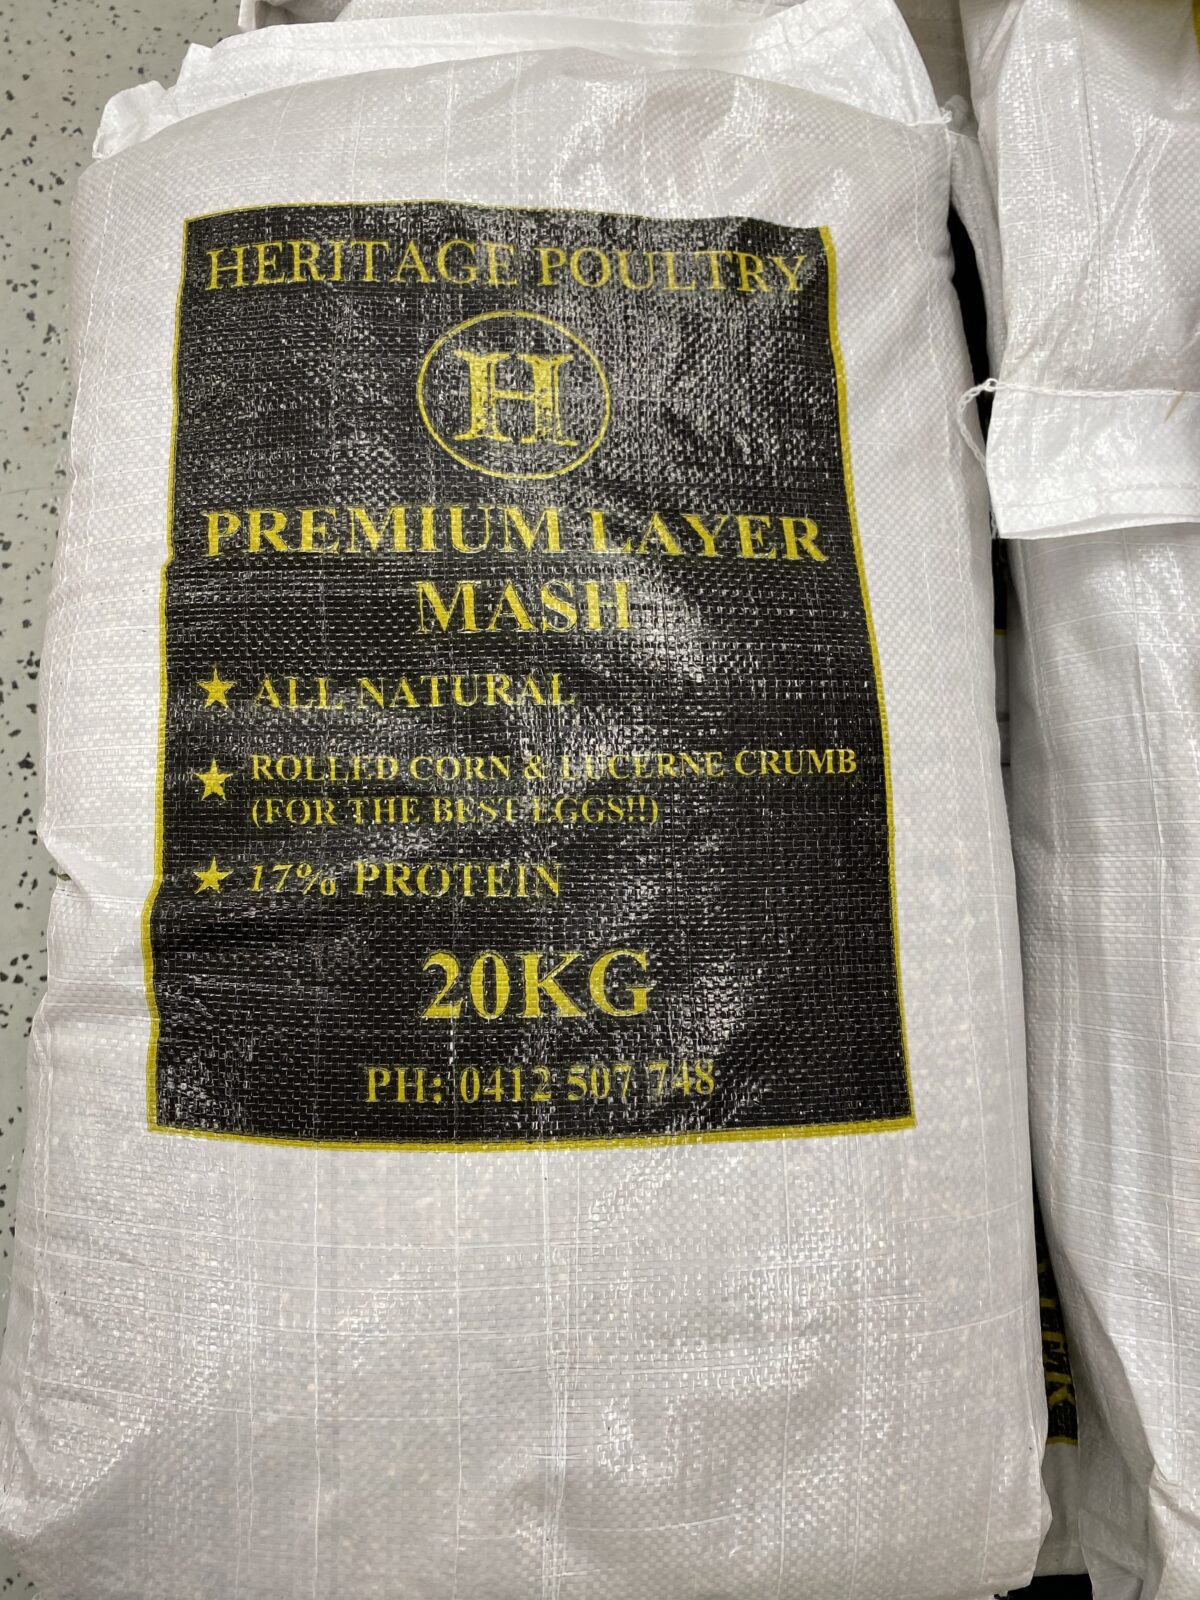 HERITAGE POULTRY
H
PREMIUM LAYER
MASH
★ ALL NATURAL
★ ROLLED CORN & LUCERNE CRUMB
(FOR THE BEST EGGS!!)
★ 17% PROTEIN
20KG
PH: 0412 507 748